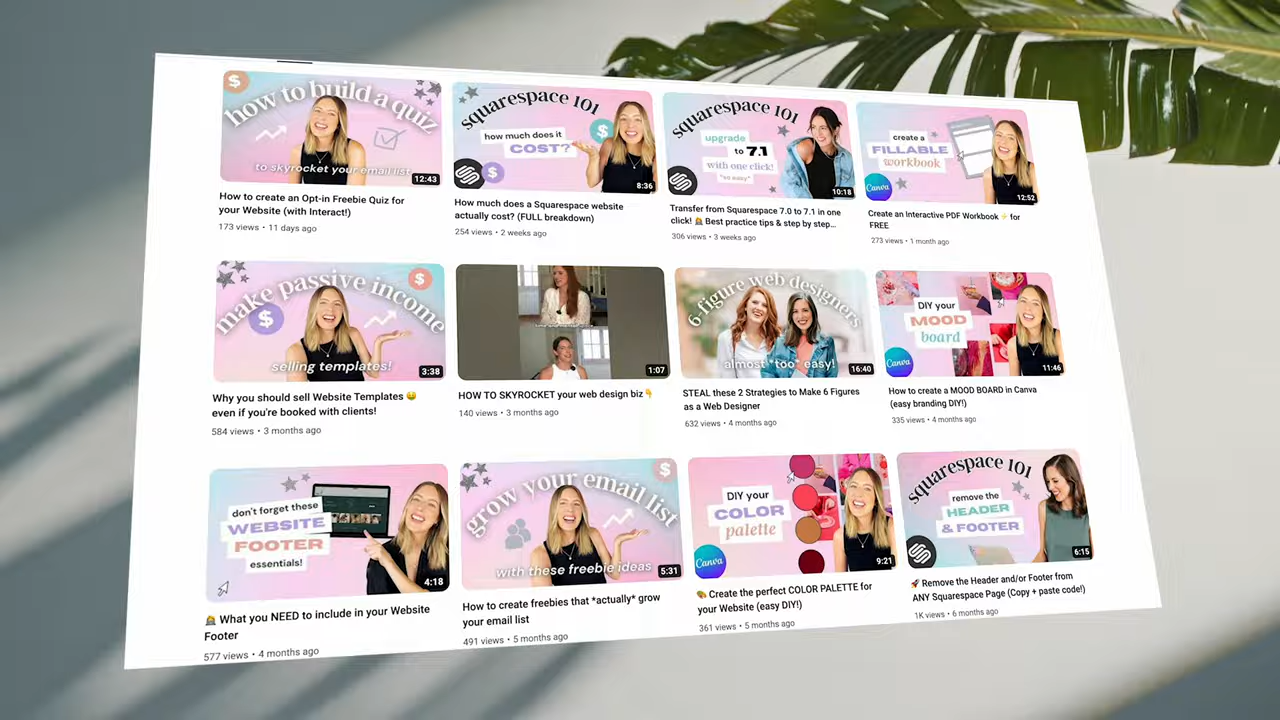 how to build a quiz
to skyrocket your email list
12:43
How to create an Opt-in Freebie Quiz for
your Website (with Interact!)
173 views • 11 days ago
squarespace 101
how much does it
COST?
8:36
How much does a Squarespace website
actually cost? (FULL breakdown)
254 views • 2 weeks ago
squarespace 101
upgrade
to 7.1
with one click!
*so easy*
10:18
Transfer from Squarespace 7.0 to 7.1 in one
click! 👩‍💻 Best practice tips & step by step...
306 views • 3 weeks ago
create a
FILLABLE
workbook
Canva
12:52
Create an Interactive PDF Workbook ⚡ for
FREE
273 views • 1 month ago
make passive income
selling templates!
3:38
Why you should sell Website Templates 🤑
even if you're booked with clients!
584 views • 3 months ago
1:07
HOW TO SKYROCKET your web design biz👇
140 views • 3 months ago
6-figure web designers
almost *too* easy!
16:40
STEAL these 2 Strategies to Make 6 Figures
as a Web Designer
632 views • 4 months ago
DIY your
MOOD
board
Canva
11:46
How to create a MOOD BOARD in Canva
(easy branding DIY!)
335 views • 4 months ago
don't forget these
WEBSITE
FOOTER
essentials!
4:18
👩‍💻 What you NEED to include in your Website
Footer
577 views • 4 months ago
grow your email list
with these freebie ideas
5:31
How to create freebies that *actually* grow
your email list
491 views • 5 months ago
DIY your
COLOR
palette
Canva
9:21
🎨 Create the perfect COLOR PALETTE for
your Website (easy DIY!)
361 views • 5 months ago
squarespace 101
remove the
HEADER
& FOOTER
6:15
🚀 Remove the Header and/or Footer from
ANY Squarespace Page (Copy + paste code!)
1K views • 6 months ago